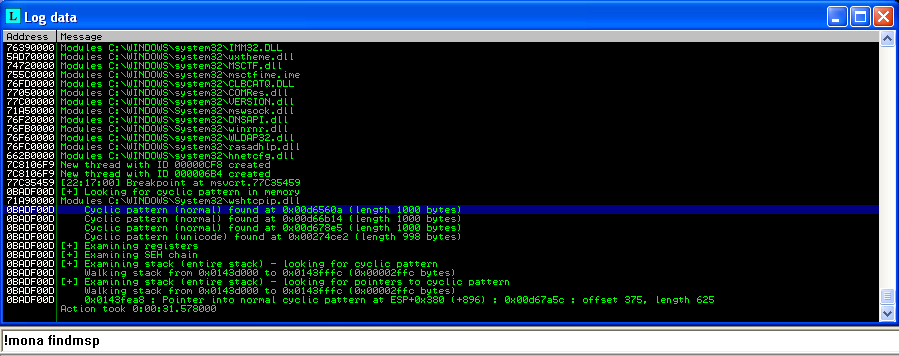 L Log data
Address Message
76390000 Modules C:\WINDOWS\system32\IMM32.DLL
5AD70000 Modules C:\WINDOWS\system32\uxtheme.dll
74720000 Modules C:\WINDOWS\system32\MSCTF.dll
755C0000 Modules C:\WINDOWS\system32\msctfime.ime
76FD0000 Modules C:\WINDOWS\system32\CLBCATQ.DLL
77050000 Modules C:\WINDOWS\system32\COMRes.dll
77C00000 Modules C:\WINDOWS\system32\VERSION.dll
71A50000 Modules C:\WINDOWS\system32\mswsock.dll
76F20000 Modules C:\WINDOWS\system32\DNSAPI.dll
76FB0000 Modules C:\WINDOWS\system32\winrnr.dll
76F60000 Modules C:\WINDOWS\system32\WLDAP32.dll
76FC0000 Modules C:\WINDOWS\system32\rasadhlp.dll
662B0000 Modules C:\WINDOWS\system32\hnetcfg.dll
7C8106F9 New thread with ID 00000CF8 created
7C8106F9 New thread with ID 000006B4 created
77C35459 [22:17:00] Breakpoint at msvcrt.77C35459
0BADF00D [+] Looking for cyclic pattern in memory
71A90000 Modules C:\WINDOWS\System32\wshtcpip.dll
0BADF00D Cyclic pattern (normal) found at 0x00d6560a (length 1000 bytes)
0BADF00D Cyclic pattern (normal) found at 0x00d66b14 (length 1000 bytes)
0BADF00D Cyclic pattern (normal) found at 0x00d678e5 (length 1000 bytes)
0BADF00D Cyclic pattern (unicode) found at 0x00274ce2 (length 998 bytes)
0BADF00D [+] Examining registers
0BADF00D [+] Examining SEH chain
0BADF00D [+] Examining stack (entire stack) - looking for cyclic pattern
0BADF00D Walking stack from 0x0143d000 to 0x0143fffc (0x00002ffc bytes)
0BADF00D [+] Examining stack (entire stack) - looking for pointers to cyclic pattern
0BADF00D Walking stack from 0x0143d000 to 0x0143fffc (0x00002ffc bytes)
0BADF00D 0x0143fea8 : Pointer into normal cyclic pattern at ESP+0x380 (+896) : 0x00d67a5c : offset 375, length 625
Action took 0:00:31.578000
!mona findmsp